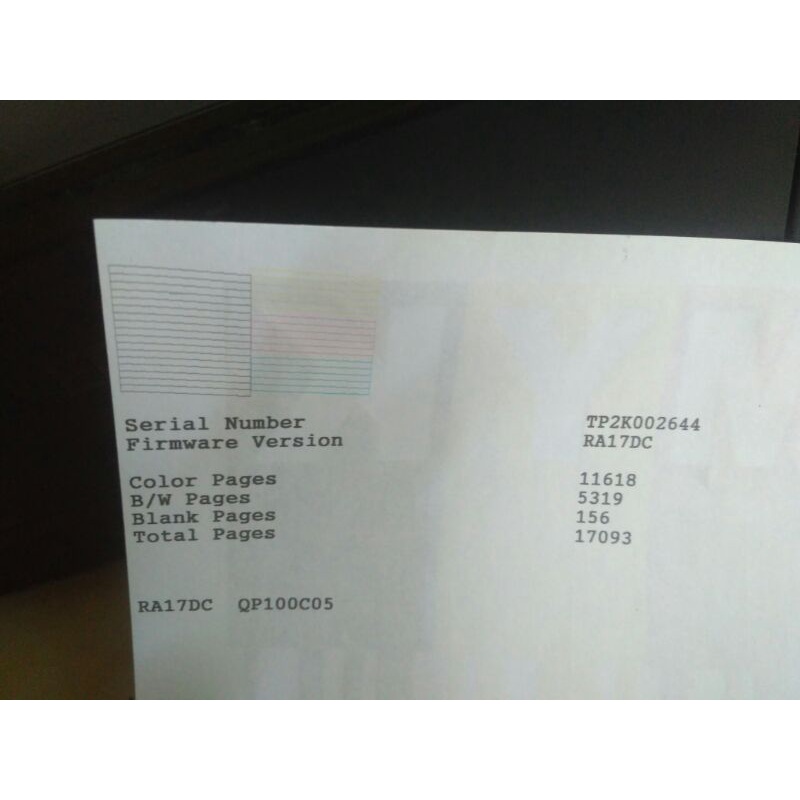 Serial Number TP2K002644
Firmware Version RA17DC
Color Pages 11618
B/W Pages 5319
Blank Pages 156
Total Pages 17093
RA17DC QP100C05